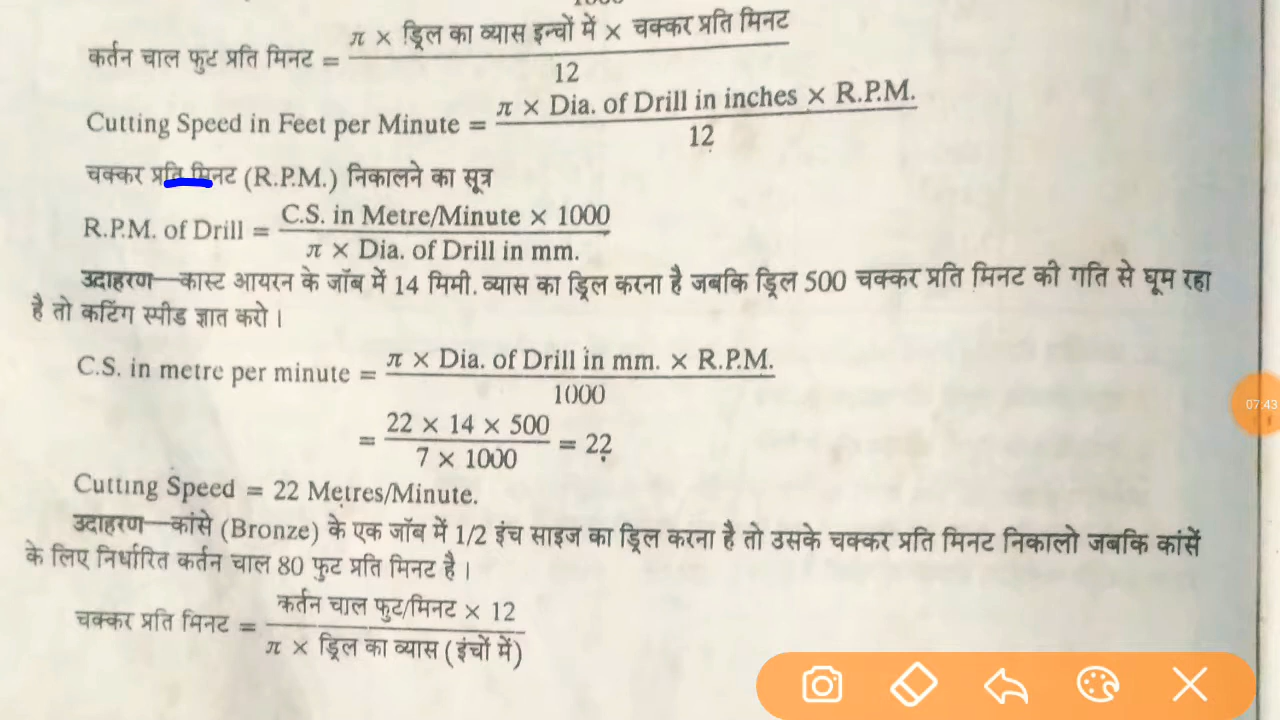 कर्तन चाल फुट प्रति मिनट = π × ड्रिल का व्यास इन्चों में × चक्कर प्रति मिनट / 12
Cutting Speed in Feet per Minute = π × Dia. of Drill in inches × R.P.M. / 12
चक्कर प्रति मिनट (R.P.M.) निकालने का सूत्र
R.P.M. of Drill = C.S. in Metre/Minute × 1000 / π × Dia. of Drill in mm.
उदाहरण—कास्ट आयरन के जॉब में 14 मिमी. व्यास का ड्रिल करना है जबकि ड्रिल 500 चक्कर प्रति मिनट की गति से घूम रहा
है तो कटिंग स्पीड ज्ञात करो ।
C.S. in metre per minute = π × Dia. of Drill in mm. × R.P.M. / 1000
= 22 × 14 × 500 / 7 × 1000 = 22
Cutting Speed = 22 Metres/Minute.
उदाहरण—कांसे (Bronze) के एक जॉब में 1/2 इंच साइज का ड्रिल करना है तो उसके चक्कर प्रति मिनट निकालो जबकि कांसें
के लिए निर्धारित कर्तन चाल 80 फुट प्रति मिनट है ।
चक्कर प्रति मिनट = कर्तन चाल फुट/मिनट × 12 / π × ड्रिल का व्यास (इंचों में)
07:43